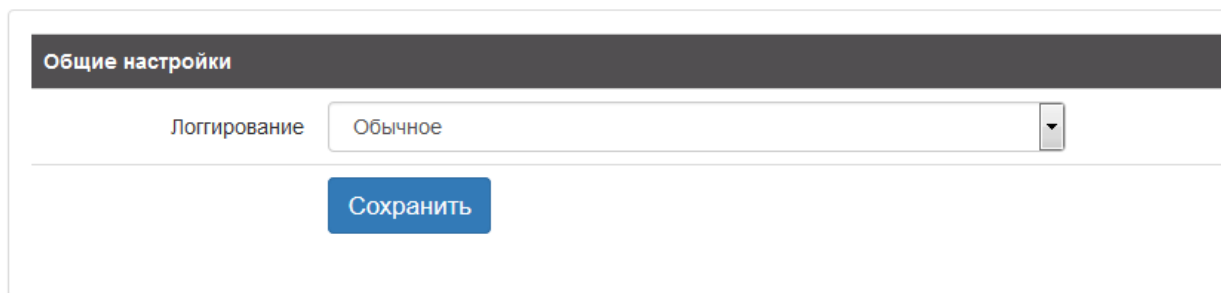 Общие настройки
Логгирование Обычное
Сохранить